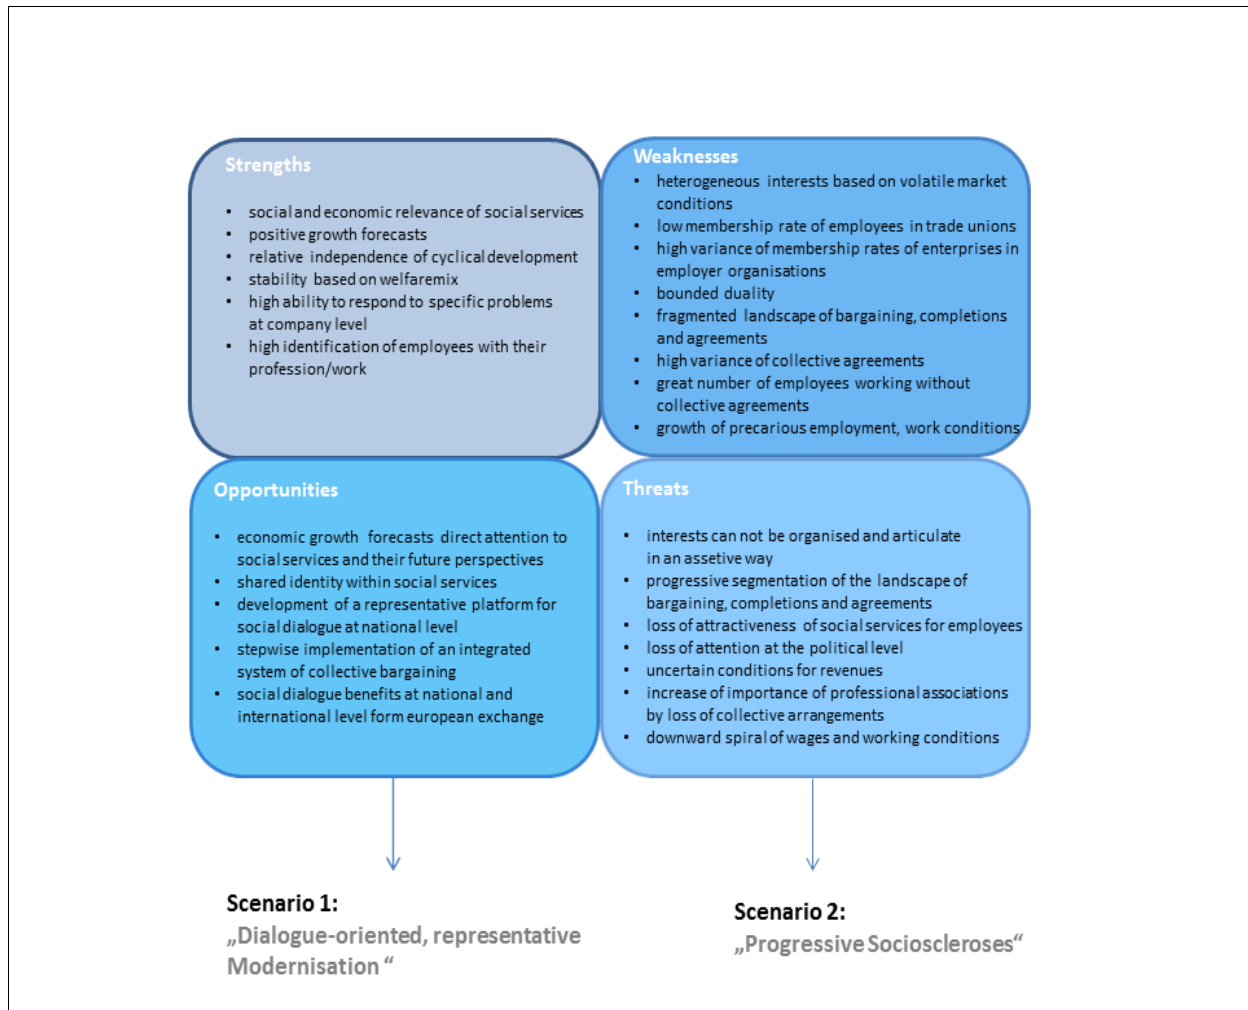 Strengths
• social and economic relevance of social services
• positive growth forecasts
• relative independence of cyclical development
• stability based on welfaremix
• high ability to respond to specific problems
at company level
• high identification of employees with their
profession/work
Weaknesses
• heterogeneous interests based on volatile market
conditions
• low membership rate of employees in trade unions
• high variance of membership rates of enterprises in
employer organisations
• bounded duality
• fragmented landscape of bargaining, completions
and agreements
• high variance of collective agreements
• great number of employees working without
collective agreements
• growth of precarious employment, work conditions
Opportunities
• economic growth forecasts direct attention to
social services and their future perspectives
• shared identity within social services
• development of a representative platform for
social dialogue at national level
• stepwise implementation of an integrated
system of collective bargaining
• social dialogue benefits at national and
international level form european exchange
Threats
• interests can not be organised and articulate
in an assetive way
• progressive segmentation of the landscape of
bargaining, completions and agreements
• loss of attractiveness of social services for employees
• loss of attention at the political level
• uncertain conditions for revenues
• increase of importance of professional associations
by loss of collective arrangements
• downward spiral of wages and working conditions
Scenario 1:
„Dialogue-oriented, representative
Modernisation “
Scenario 2:
„Progressive Socioscleroses“